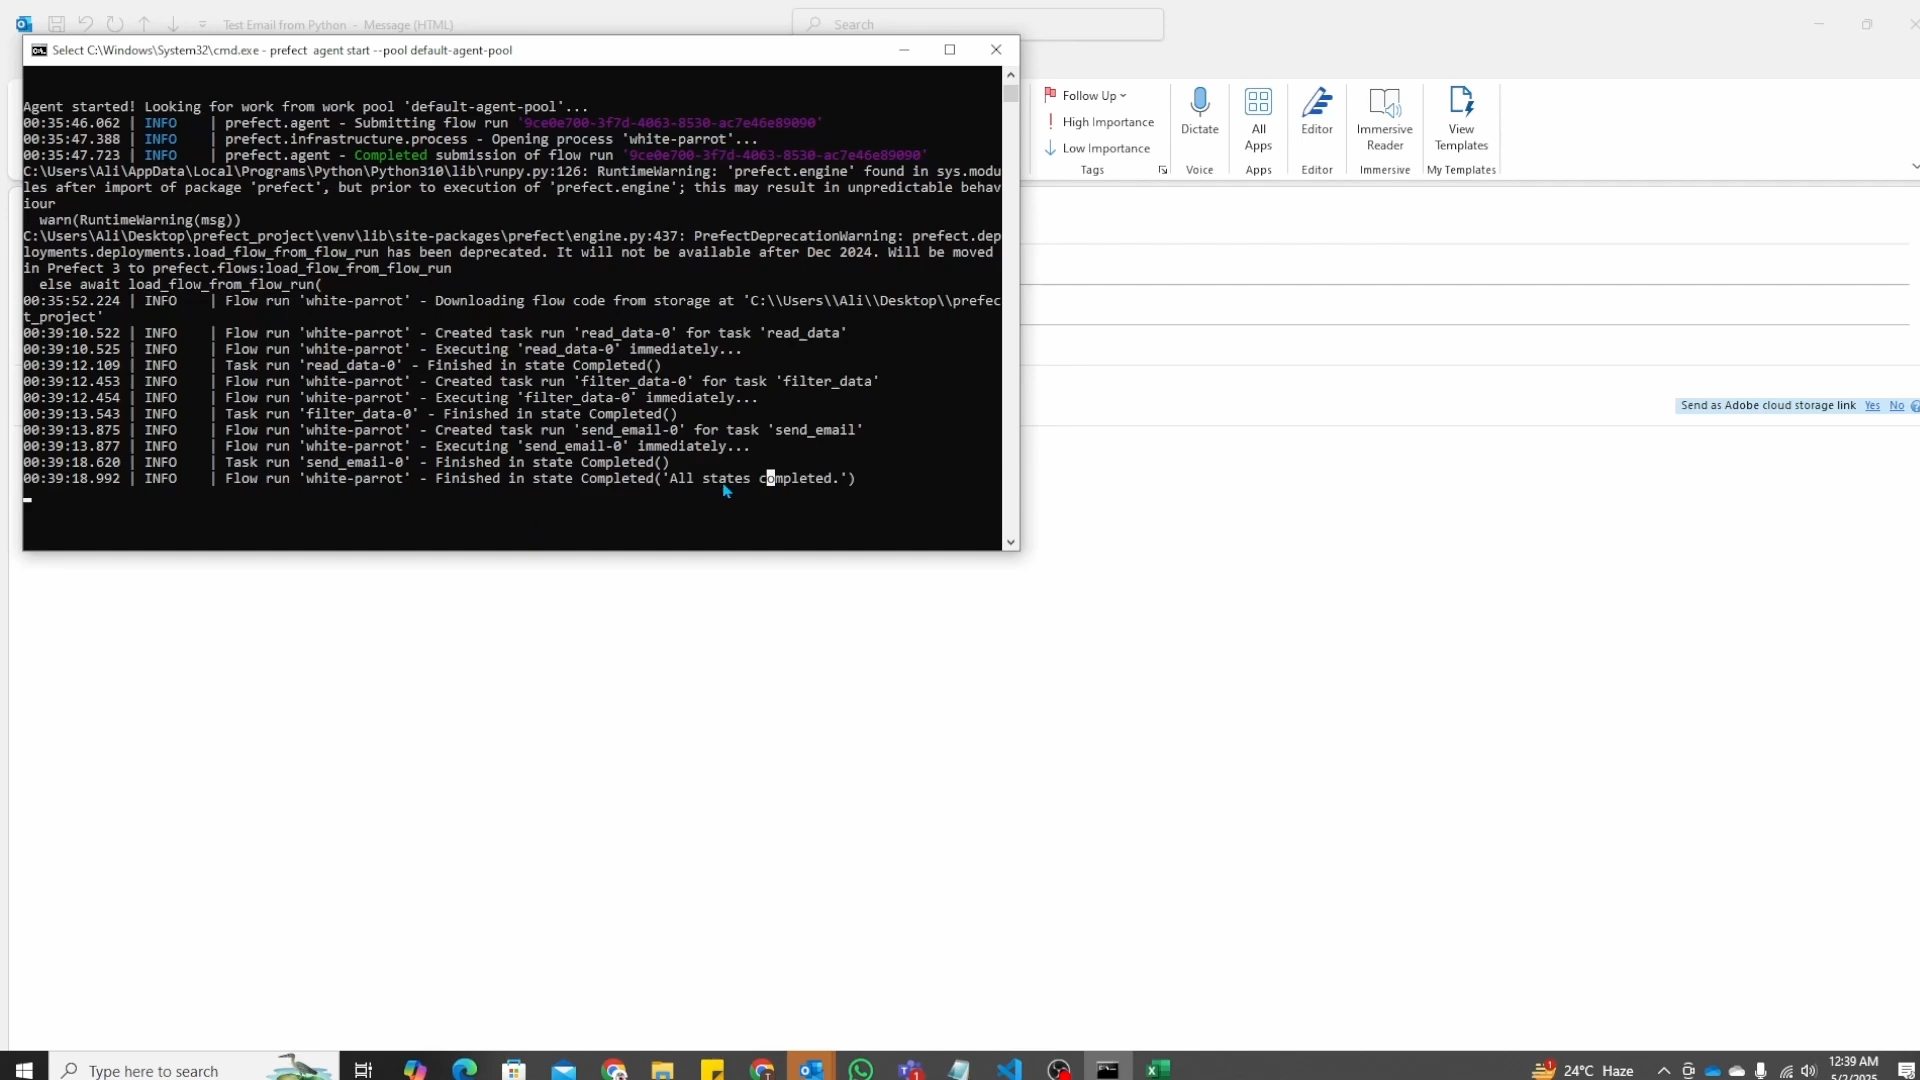 Test Email from Python - Message (HTML)
Search
Select C:\Windows\System32\cmd.exe - prefect agent start --pool default-agent-pool
Agent started! Looking for work from work pool 'default-agent-pool'...
00:35:46.062 | INFO | prefect.agent - Submitting flow run '9ce0e700-3f7d-4063-8530-ac7e46e89090'
00:35:47.388 | INFO | prefect.infrastructure.process - Opening process 'white-parrot'...
00:35:47.723 | INFO | prefect.agent - Completed submission of flow run '9ce0e700-3f7d-4063-8530-ac7e46e89090'
C:\Users\Ali\AppData\Local\Programs\Python\Python310\lib\runpy.py:126: RuntimeWarning: 'prefect.engine' found in sys.modu
les after import of package 'prefect', but prior to execution of 'prefect.engine'; this may result in unpredictable behav
iour
warn(RuntimeWarning(msg))
C:\Users\Ali\Desktop\prefect_project\venv\lib\site-packages\prefect\engine.py:437: PrefectDeprecationWarning: prefect.dep
loyments.deployments.load_flow_from_flow_run has been deprecated. It will not be available after Dec 2024. Will be moved
in Prefect 3 to prefect.flows:load_flow_from_flow_run
else await load_flow_from_flow_run(
00:35:52.224 | INFO | Flow run 'white-parrot' - Downloading flow code from storage at 'C:\\Users\\Ali\\Desktop\\prefec
t_project'
00:39:10.522 | INFO | Flow run 'white-parrot' - Created task run 'read_data-0' for task 'read_data'
00:39:10.525 | INFO | Flow run 'white-parrot' - Executing 'read_data-0' immediately...
00:39:12.109 | INFO | Task run 'read_data-0' - Finished in state Completed()
00:39:12.453 | INFO | Flow run 'white-parrot' - Created task run 'filter_data-0' for task 'filter_data'
00:39:12.454 | INFO | Flow run 'white-parrot' - Executing 'filter_data-0' immediately...
00:39:13.543 | INFO | Task run 'filter_data-0' - Finished in state Completed()
00:39:13.875 | INFO | Flow run 'white-parrot' - Created task run 'send_email-0' for task 'send_email'
00:39:13.877 | INFO | Flow run 'white-parrot' - Executing 'send_email-0' immediately...
00:39:18.620 | INFO | Task run 'send_email-0' - Finished in state Completed()
00:39:18.992 | INFO | Flow run 'white-parrot' - Finished in state Completed('All states completed.')
Follow Up
High Importance
Low Importance
Tags
Dictate
Voice
All
Apps
Apps
Editor
Editor
Immersive
Reader
Immersive
View
Templates
My Templates
Send as Adobe cloud storage link Yes No
Type here to search
24°C Haze
12:39 AM
5/2/2025